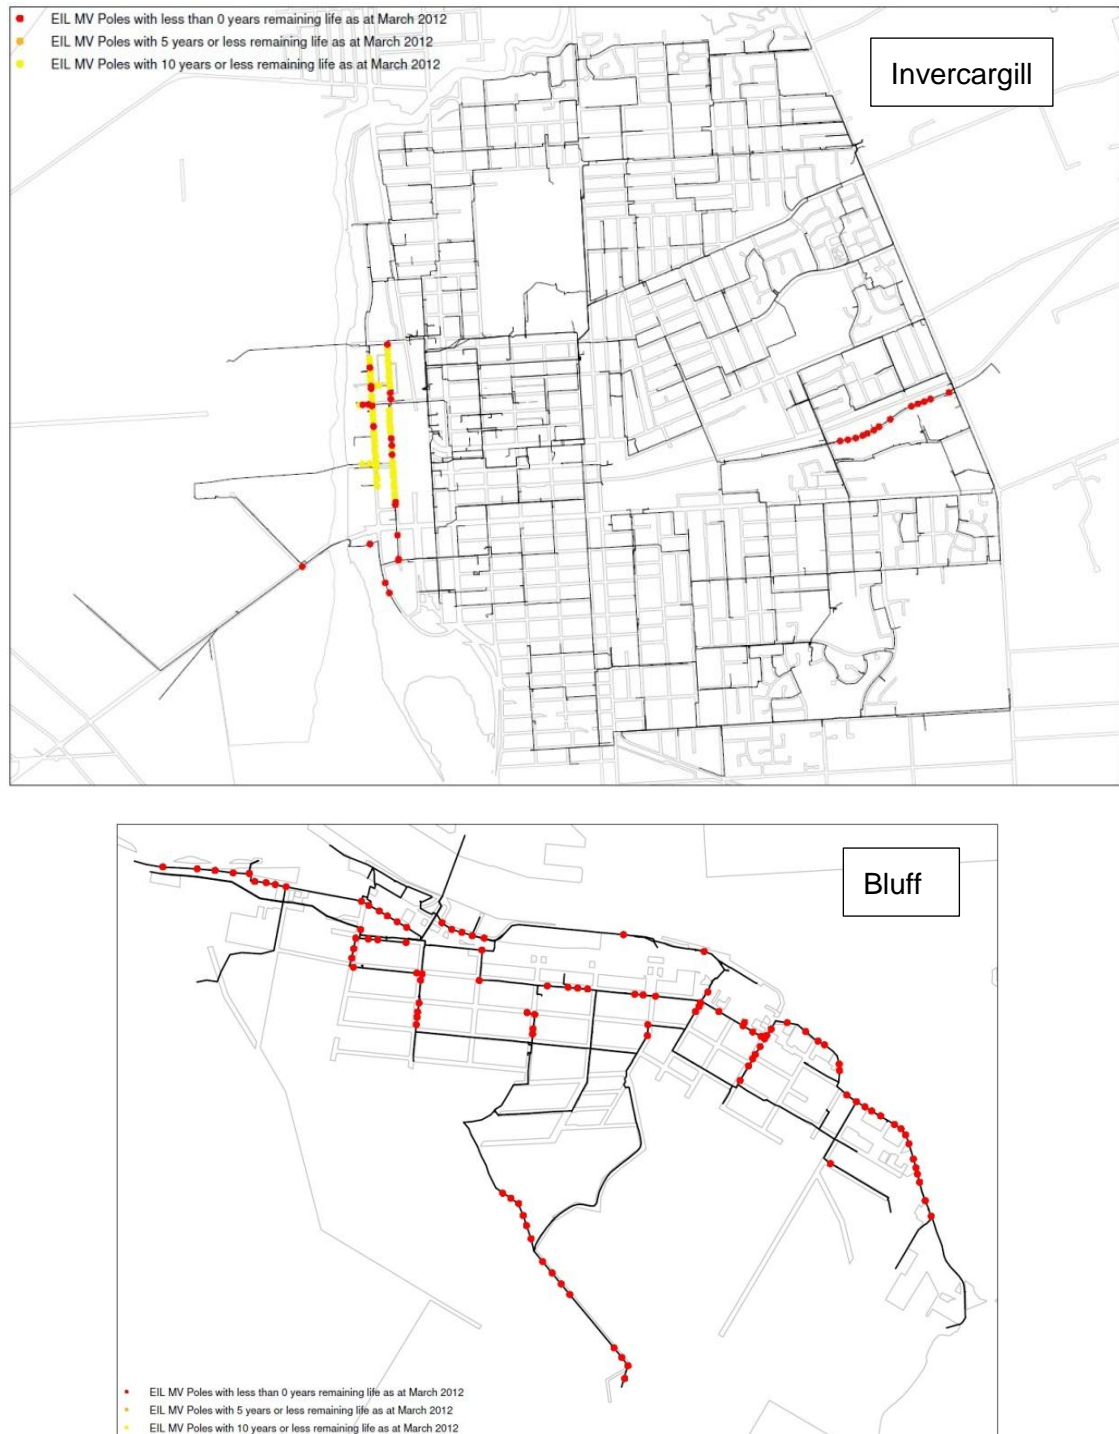 EIL MV Poles with less than 0 years remaining life as at March 2012
EIL MV Poles with 5 years or less remaining life as at March 2012
EIL MV Poles with 10 years or less remaining life as at March 2012
Invercargill
Bluff
EIL MV Poles with less than 0 years remaining life as at March 2012
EIL MV Poles with 5 years or less remaining life as at March 2012
EIL MV Poles with 10 years or less remaining life as at March 2012